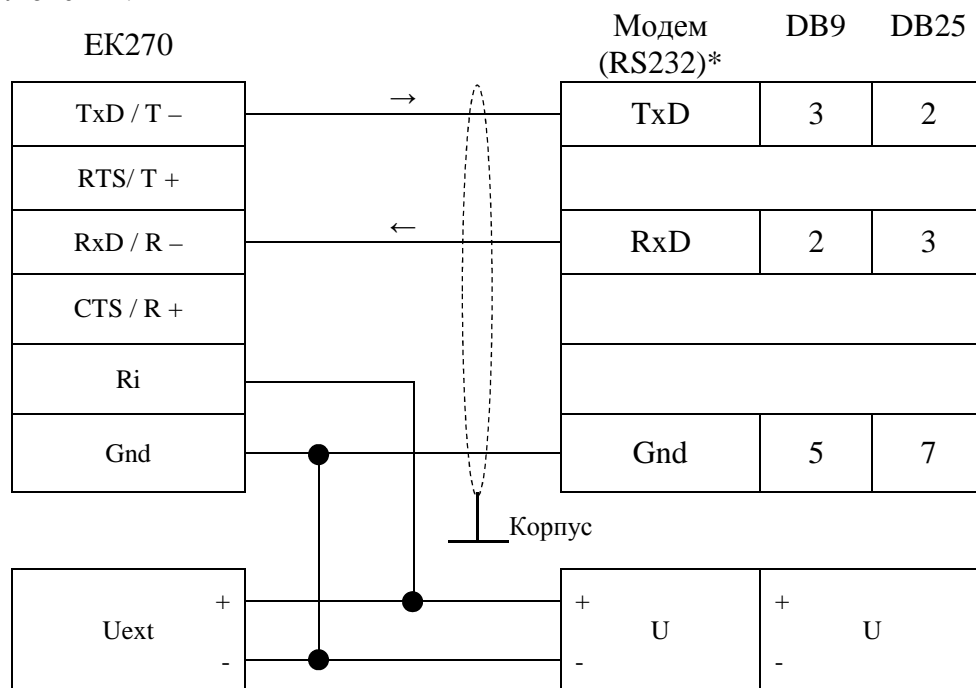 ЕК270 Модем (RS232)* DB9 DB25
TxD / T – → TxD 3 2
RTS/ T +
RxD / R – ← RxD 2 3
CTS / R +
Ri
Gnd Gnd 5 7
Корпус
Uext + - + U - + U -